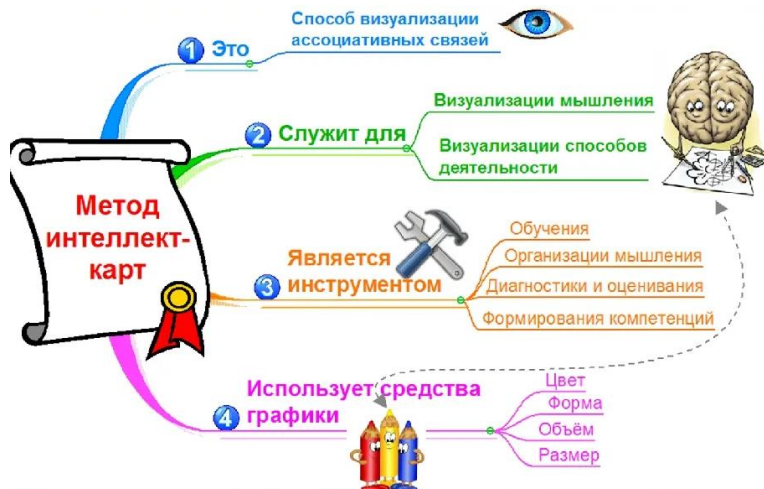 Метод
интеллект-
карт
1 Это
Способ визуализации
ассоциативных связей
2 Служит для
Визуализации мышления
Визуализации способов
деятельности
3 Является
инструментом
Обучения
Организации мышления
Диагностики и оценивания
Формирования компетенций
4 Использует средства
графики
Цвет
Форма
Объём
Размер